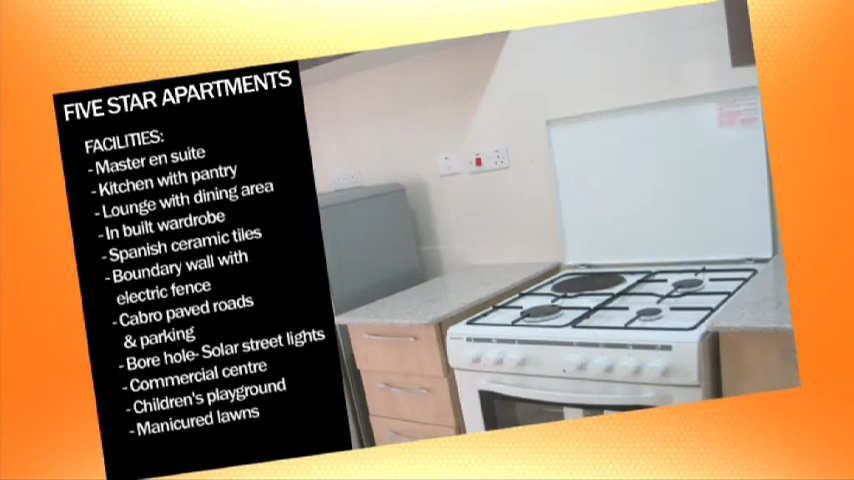 FIVE STAR APARTMENTS
FACILITIES:
- Master en suite
- Kitchen with pantry
- Lounge with dining area
- In built wardrobe
- Spanish ceramic tiles
- Boundary wall with
electric fence
- Cabro paved roads
& parking
- Bore hole- Solar street lights
- Commercial centre
- Children's playground
- Manicured lawns